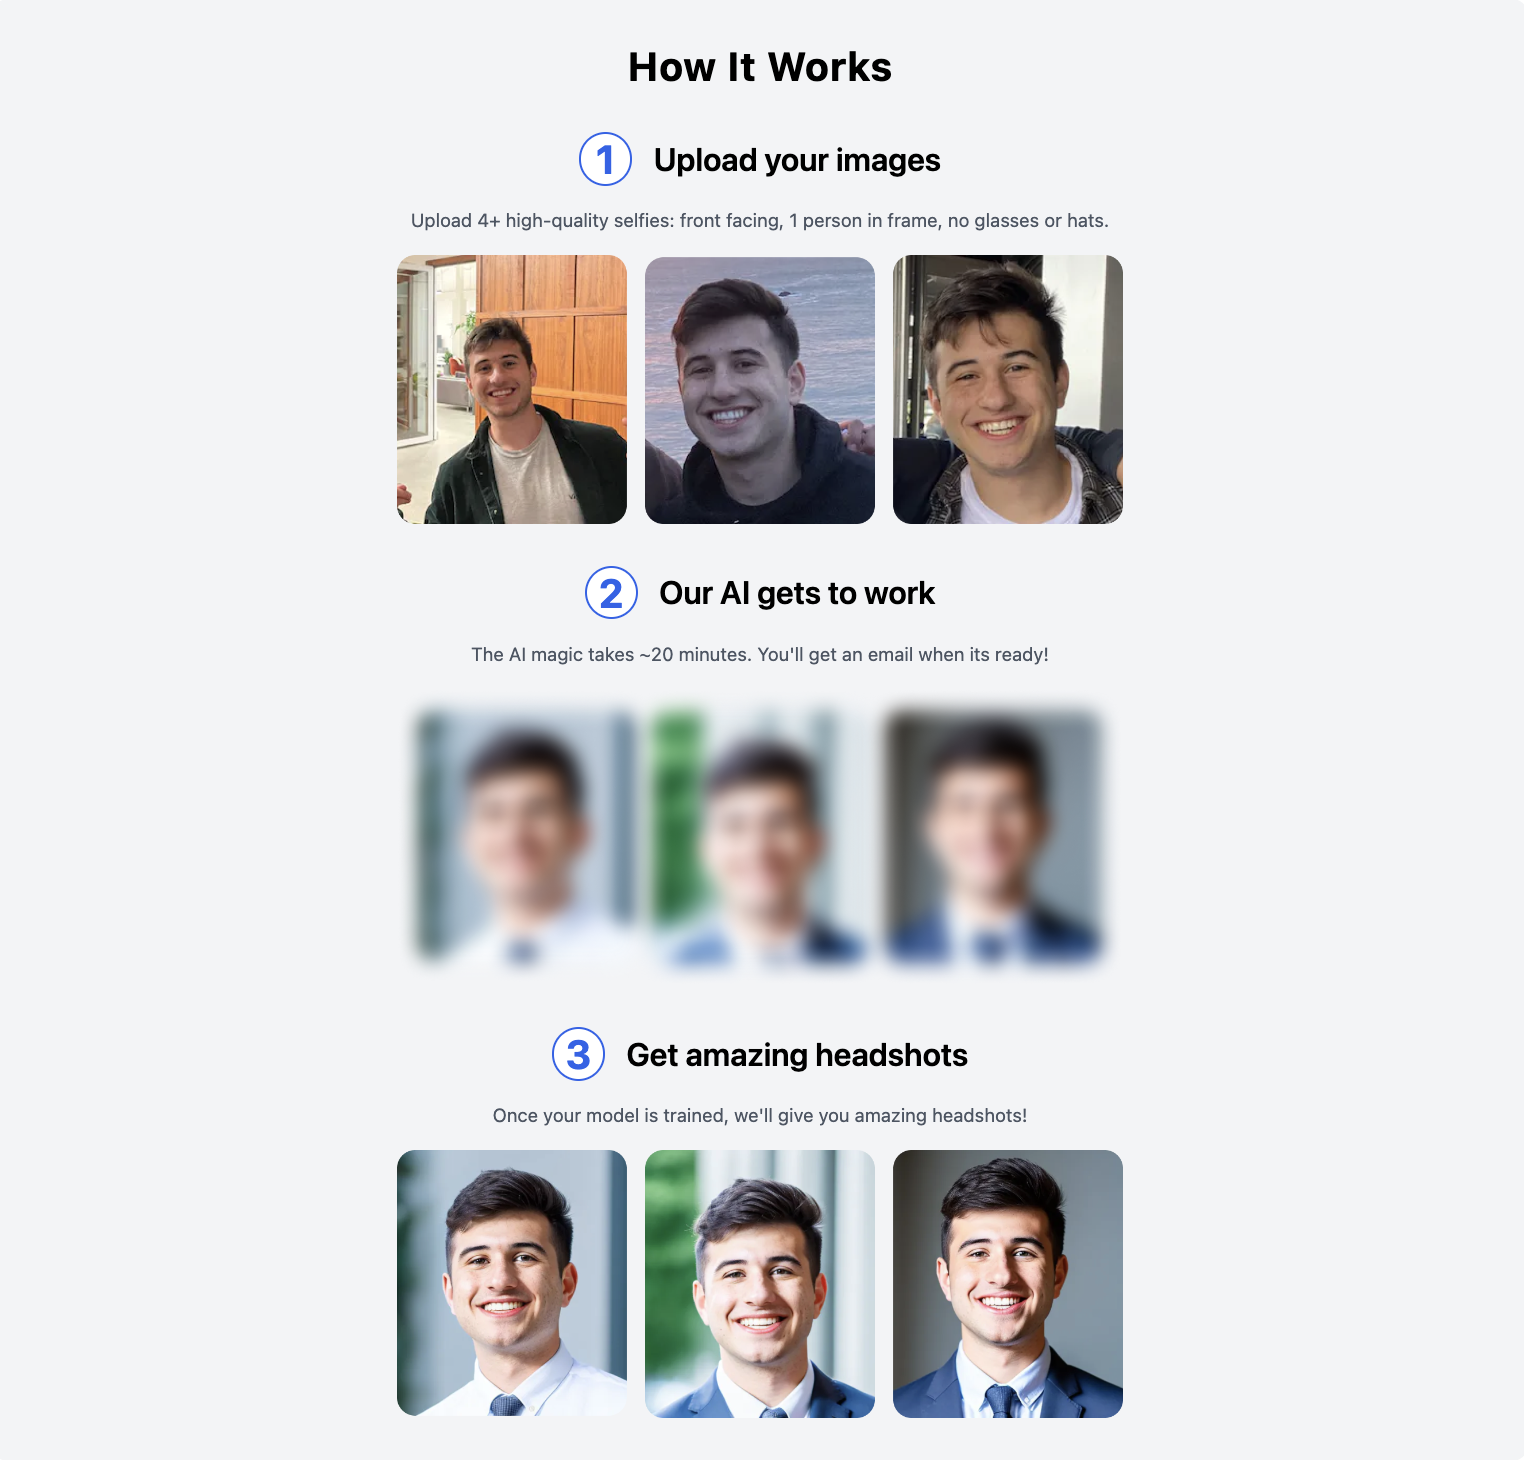 How It Works
1 Upload your images
Upload 4+ high-quality selfies: front facing, 1 person in frame, no glasses or hats.
2 Our AI gets to work
The AI magic takes ~20 minutes. You'll get an email when its ready!
3 Get amazing headshots
Once your model is trained, we'll give you amazing headshots!